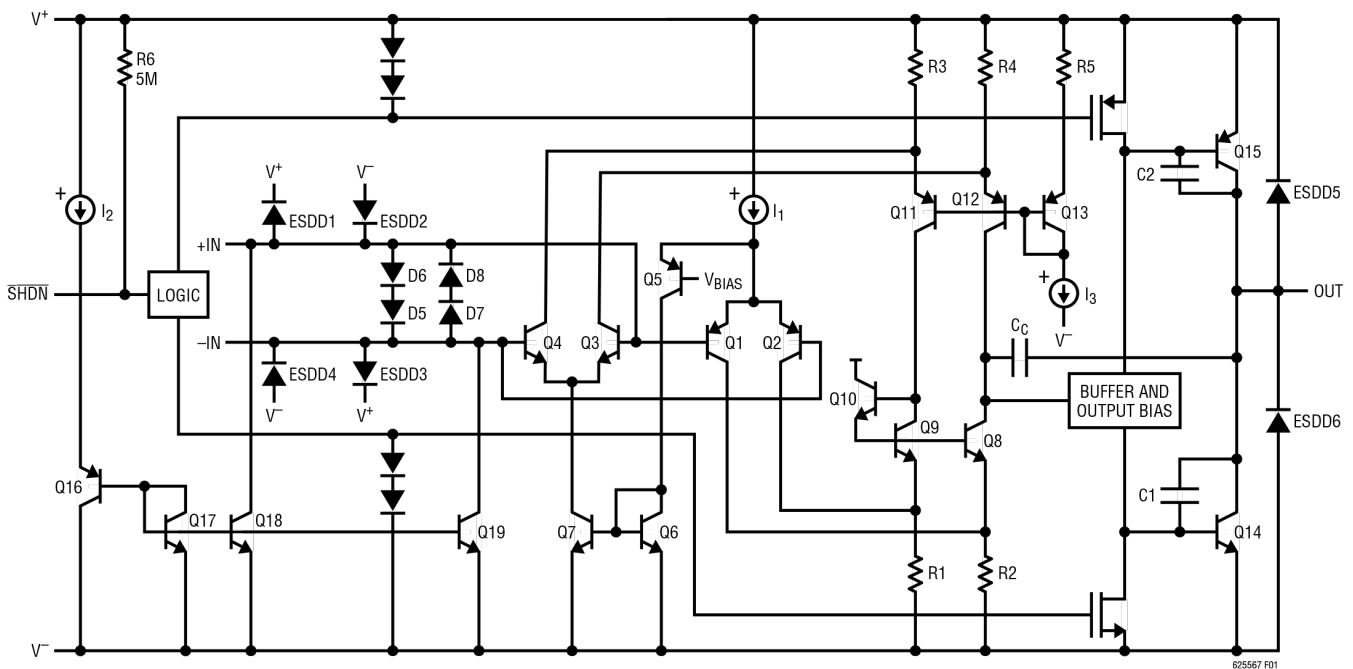 V+
R6
5M
R3
R4
R5
Q15
C2
ESDD5
V+
V–
I2
ESDD1
ESDD2
+IN
D6
D8
Q5
VBIAS
I1
Q11
Q12
Q13
SHDN
LOGIC
D5
D7
I3
OUT
–IN
Q4
Q3
Q1
Q2
CC
V–
ESDD4
ESDD3
V–
V+
Q10
Q9
Q8
BUFFER AND
OUTPUT BIAS
ESDD6
Q16
Q17
Q18
Q19
Q7
Q6
C1
Q14
R1
R2
V–
625567 F01